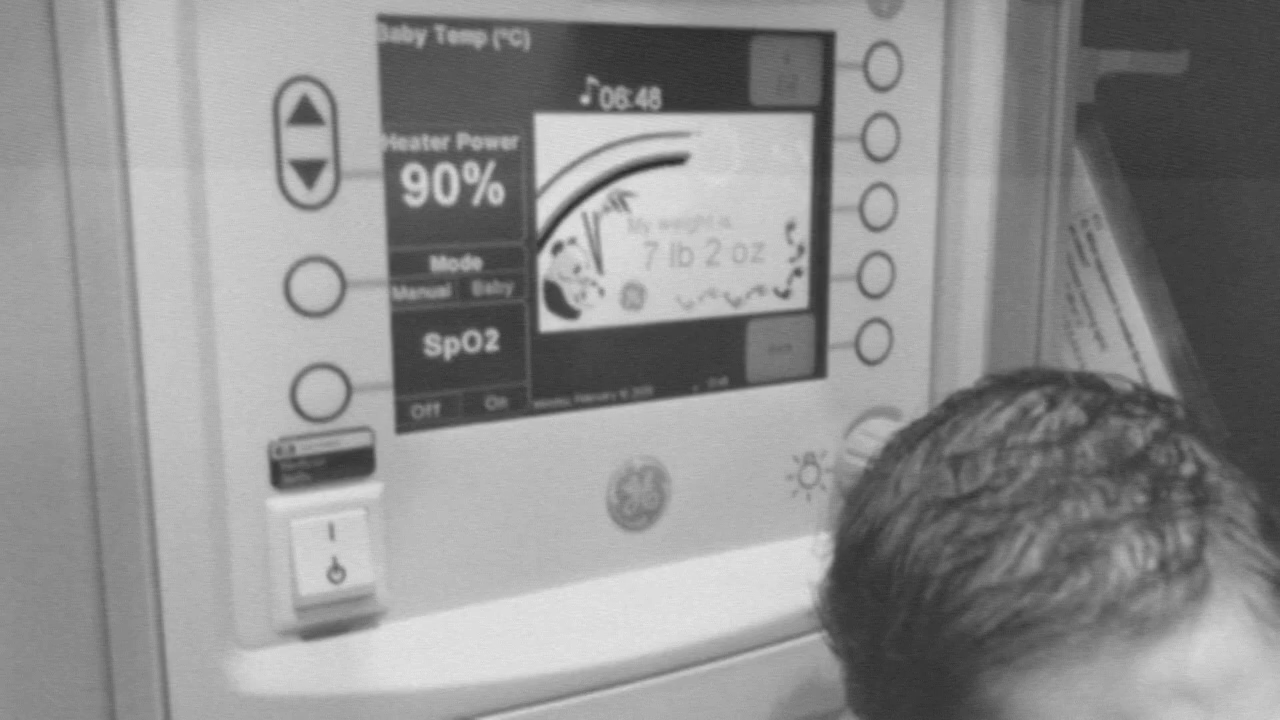 Baby Temp (°C)
06:48
Heater Power
90%
My weight is
7 lb 2 oz
Mode
Manual Baby
SpO2
Off On
GE